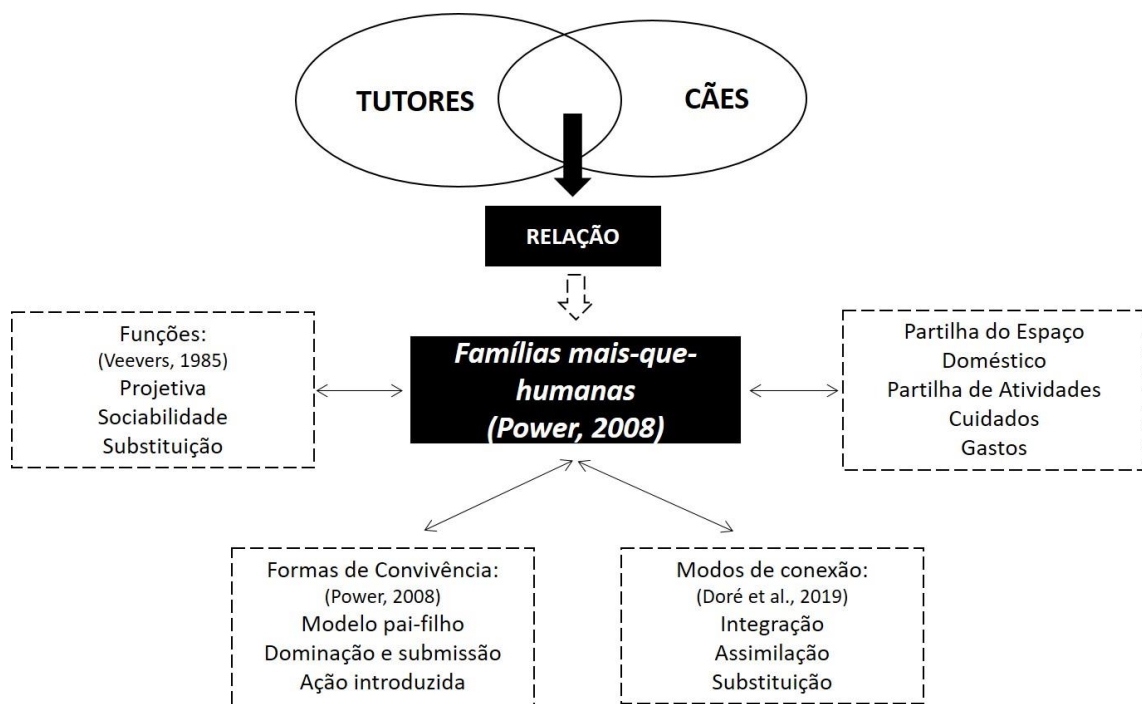 TUTORES
CÃES
RELAÇÃO
Funções:
(Veevers, 1985)
Projetiva
Sociabilidade
Substituição
Famílias mais-que-
humanas
(Power, 2008)
Partilha do Espaço
Doméstico
Partilha de Atividades
Cuidados
Gastos
Formas de Convivência:
(Power, 2008)
Modelo pai-filho
Dominação e submissão
Ação introduzida
Modos de conexão:
(Doré et al., 2019)
Integração
Assimilação
Substituição